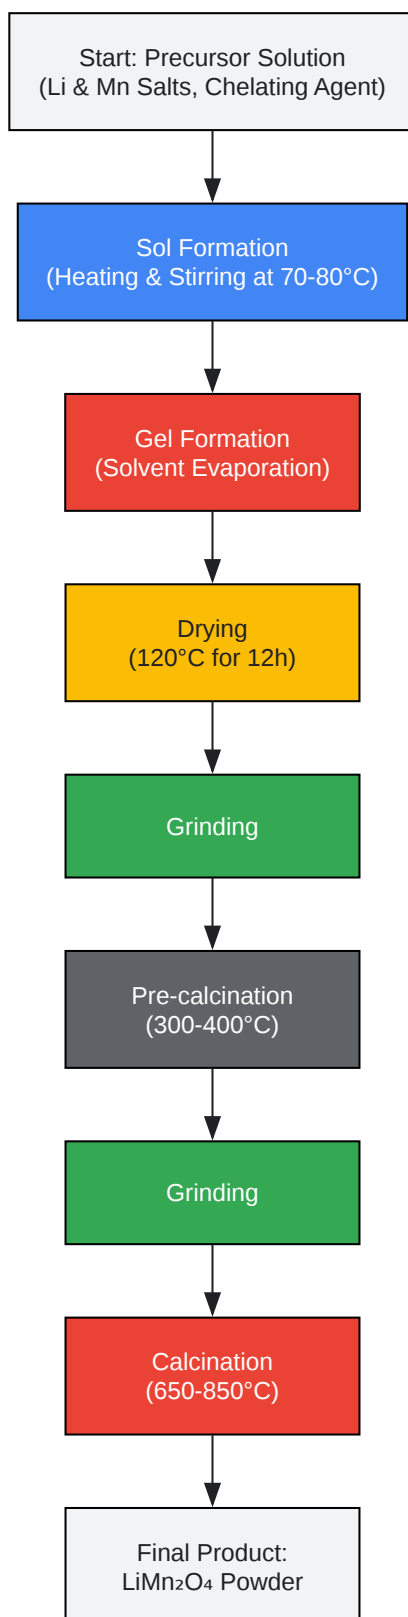 Start: Precursor Solution
(Li & Mn Salts, Chelating Agent)
Sol Formation
(Heating & Stirring at 70-80°C)
Gel Formation
(Solvent Evaporation)
Drying
(120°C for 12h)
Grinding
Pre-calcination
(300-400°C)
Grinding
Calcination
(650-850°C)
Final Product:
LiMn₂O₄ Powder